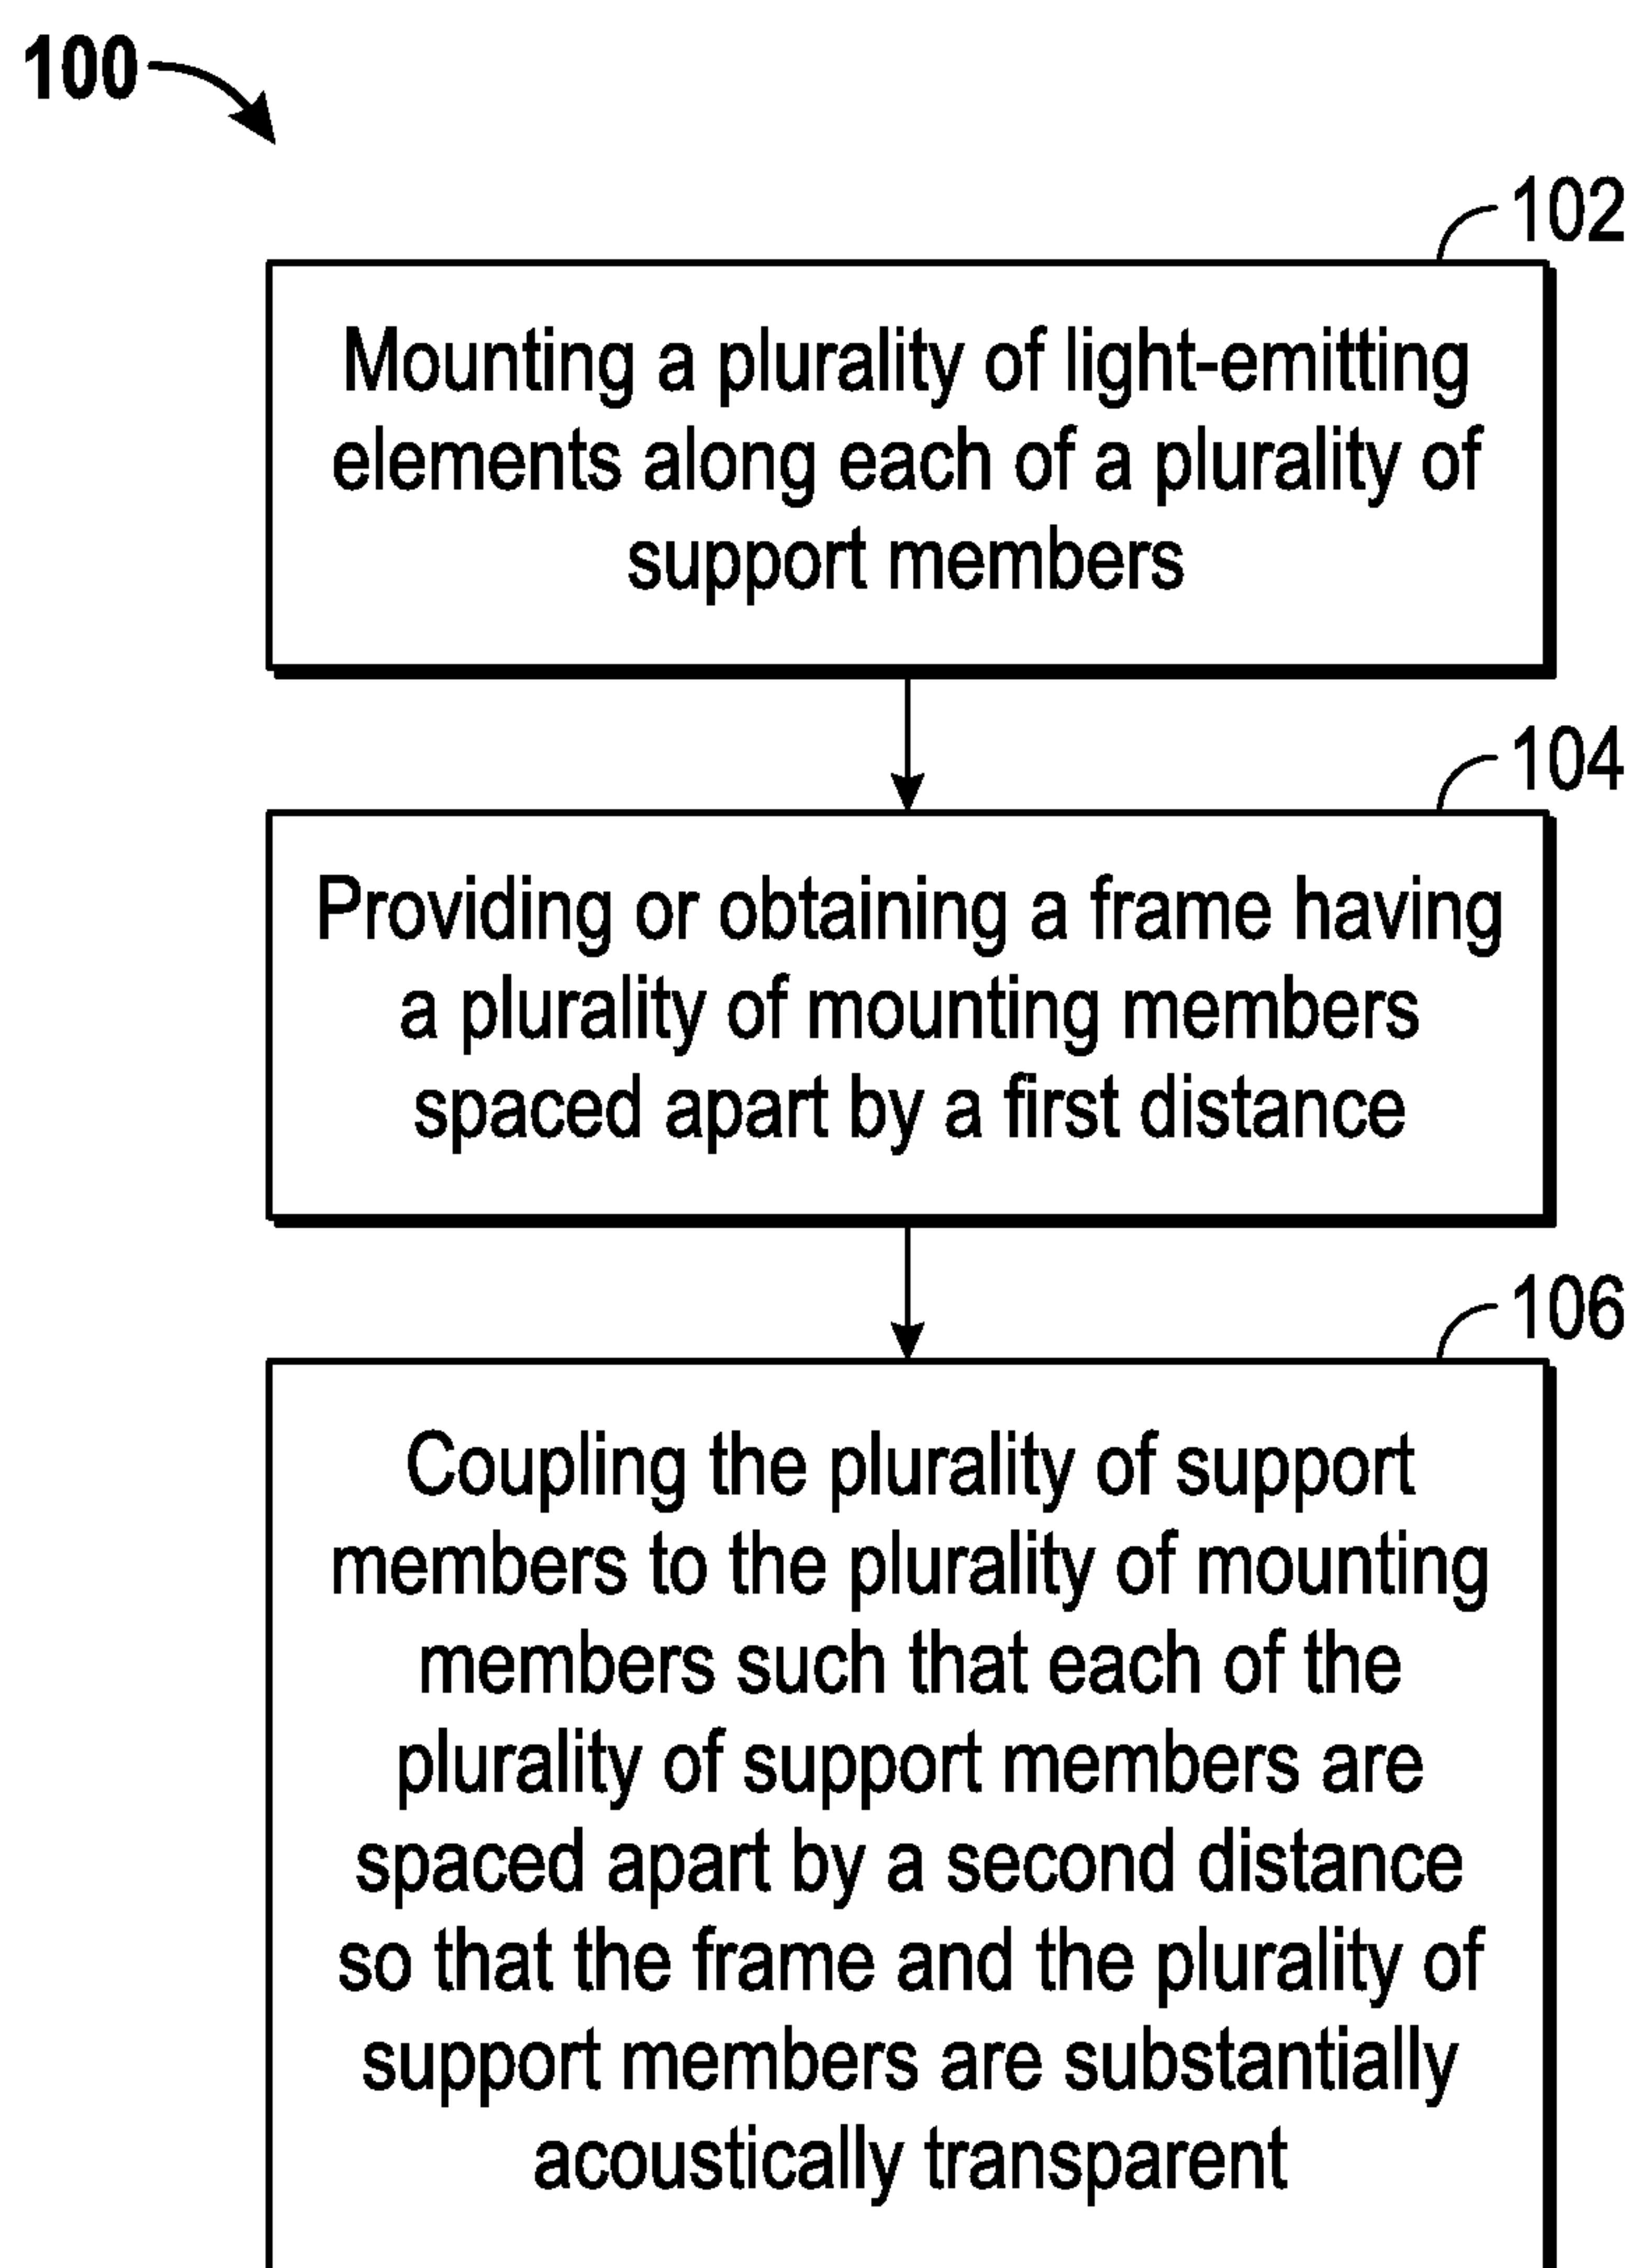 100
102
Mounting a plurality of light-emitting
elements along each of a plurality of
support members
104
Providing or obtaining a frame having
a plurality of mounting members
spaced apart by a first distance
106
Coupling the plurality of support
members to the plurality of mounting
members such that each of the
plurality of support members are
spaced apart by a second distance
so that the frame and the plurality of
support members are substantially
acoustically transparent